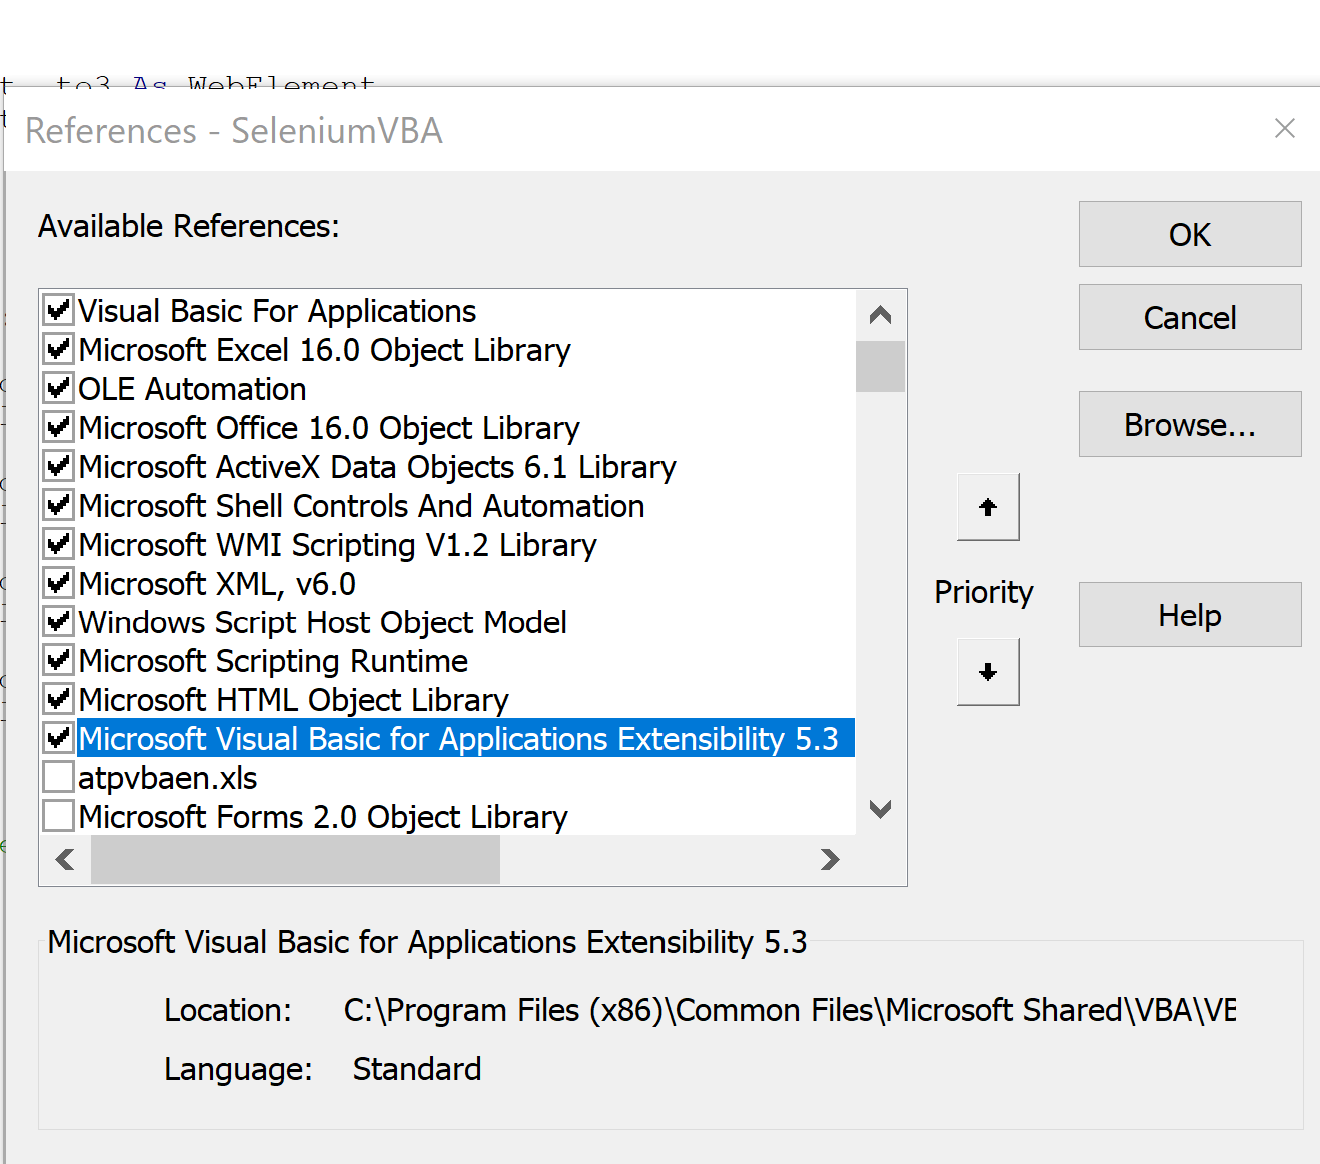 to3 As WebElement
References - SeleniumVBA
Available References:
OK
Cancel
Browse...
Visual Basic For Applications
Microsoft Excel 16.0 Object Library
OLE Automation
Microsoft Office 16.0 Object Library
Microsoft ActiveX Data Objects 6.1 Library
Microsoft Shell Controls And Automation
Microsoft WMI Scripting V1.2 Library
Microsoft XML, v6.0
Windows Script Host Object Model
Microsoft Scripting Runtime
Microsoft HTML Object Library
Microsoft Visual Basic for Applications Extensibility 5.3
atpvbaen.xls
Microsoft Forms 2.0 Object Library
Priority
Help
Microsoft Visual Basic for Applications Extensibility 5.3
Location: C:\Program Files (x86)\Common Files\Microsoft Shared\VBA\VE
Language: Standard